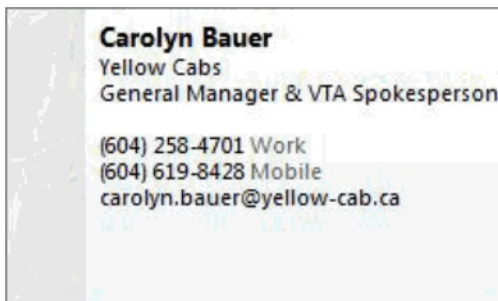 Carolyn Bauer
Yellow Cabs
General Manager & VTA Spokesperson
(604) 258-4701 Work
(604) 619-8428 Mobile
carolyn.bauer@yellow-cab.ca